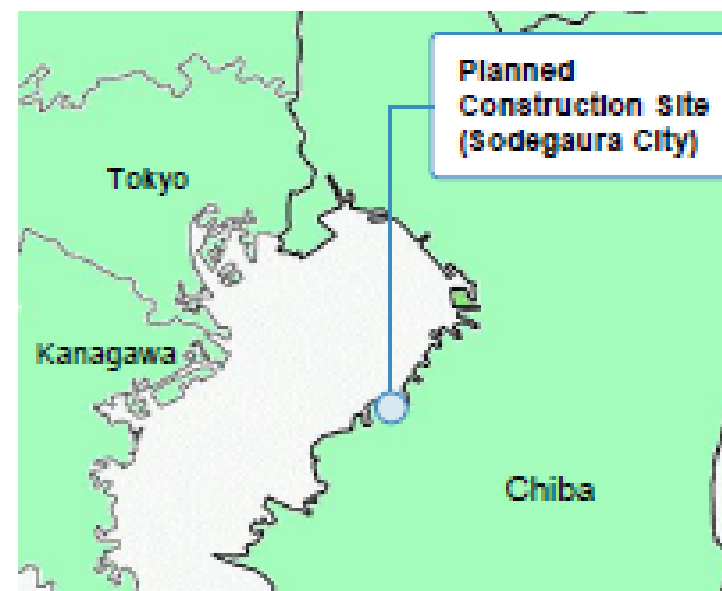 Planned
Construction Site
(Sodegaura City)
Tokyo
Kanagawa
Chiba